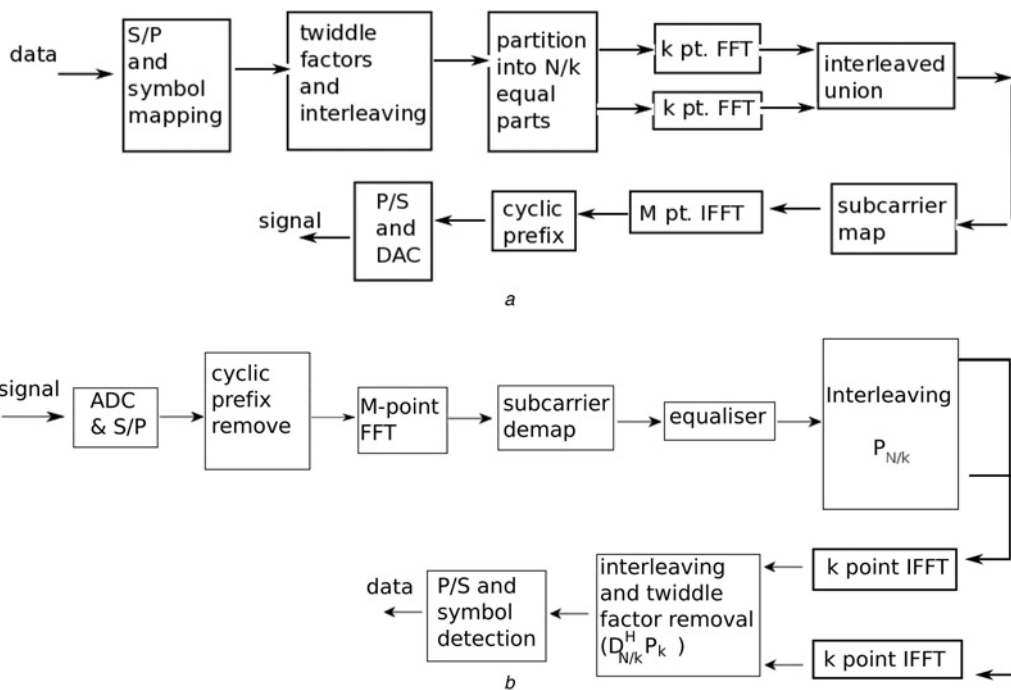 data
S/P
and
symbol
mapping
twiddle
factors
and
interleaving
partition
into N/k
equal
parts
k pt. FFT
k pt. FFT
interleaved
union
signal
P/S
and
DAC
cyclic
prefix
M pt. IFFT
subcarrier
map
a
signal
ADC
& S/P
cyclic
prefix
remove
M-point
FFT
subcarrier
demap
equaliser
Interleaving
P_{N/k}
data
P/S and
symbol
detection
interleaving
and twiddle
factor removal
(D^H_{N/k} P_k )
k point IFFT
k point IFFT
b